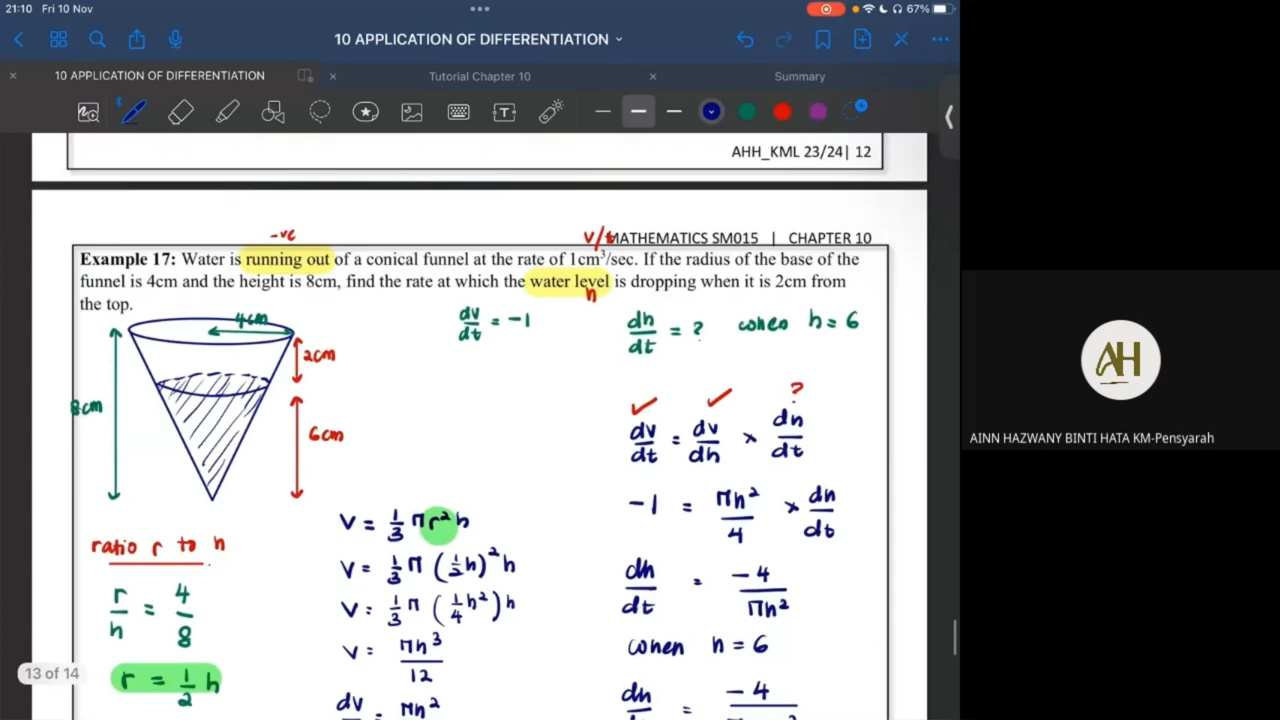 21:10 Fri 10 Nov
67%
10 APPLICATION OF DIFFERENTIATION
10 APPLICATION OF DIFFERENTIATION
Tutorial Chapter 10
Summary
AHH_KML 23/24| 12
MATHEMATICS SM015 | CHAPTER 10
-ve
V/t
Example 17: Water is running out of a conical funnel at the rate of 1cm³/sec. If the radius of the base of the
funnel is 4cm and the height is 8cm, find the rate at which the water level is dropping when it is 2cm from
the top.
h
4cm
2cm
8cm
6cm
dv/dt = -1
dh/dt = ? when h = 6
?
dv/dt = dv/dh × dh/dt
-1 = πh²/4 × dh/dt
dh/dt = -4/πh²
when h = 6
dh = -4
ratio r to h
r/h = 4/8
r = 1/2 h
V = 1/3 πr²h
V = 1/3 π (1/2 h)² h
V = 1/3 π (1/4 h²) h
V = πh³/12
dv = πh²
13 of 14
AH
AINN HAZWANY BINTI HATA KM-Pensyarah